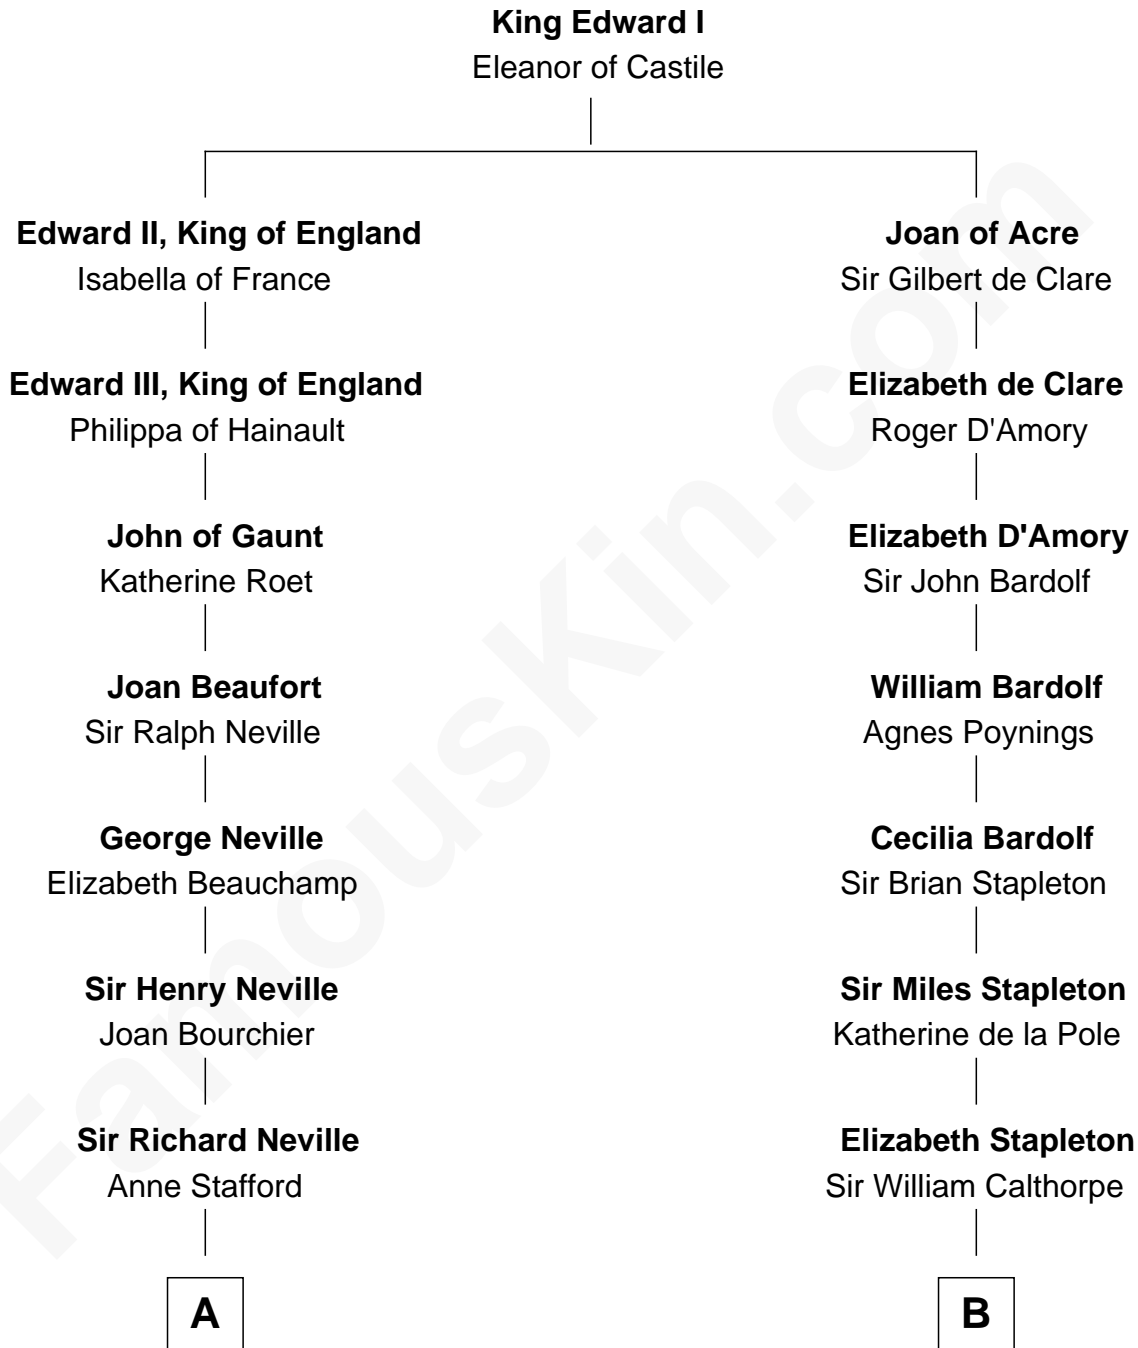 King Edward I
Eleanor of Castile
Edward II, King of England
Isabella of France
Edward III, King of England
Philippa of Hainault
John of Gaunt
Katherine Roet
Joan Beaufort
Sir Ralph Neville
George Neville
Elizabeth Beauchamp
Sir Henry Neville
Joan Bourchier
Sir Richard Neville
Anne Stafford
A
Joan of Acre
Sir Gilbert de Clare
Elizabeth de Clare
Roger D'Amory
Elizabeth D'Amory
Sir John Bardolf
William Bardolf
Agnes Poynings
Cecilia Bardolf
Sir Brian Stapleton
Sir Miles Stapleton
Katherine de la Pole
Elizabeth Stapleton
Sir William Calthorpe
B
FamousKin.com